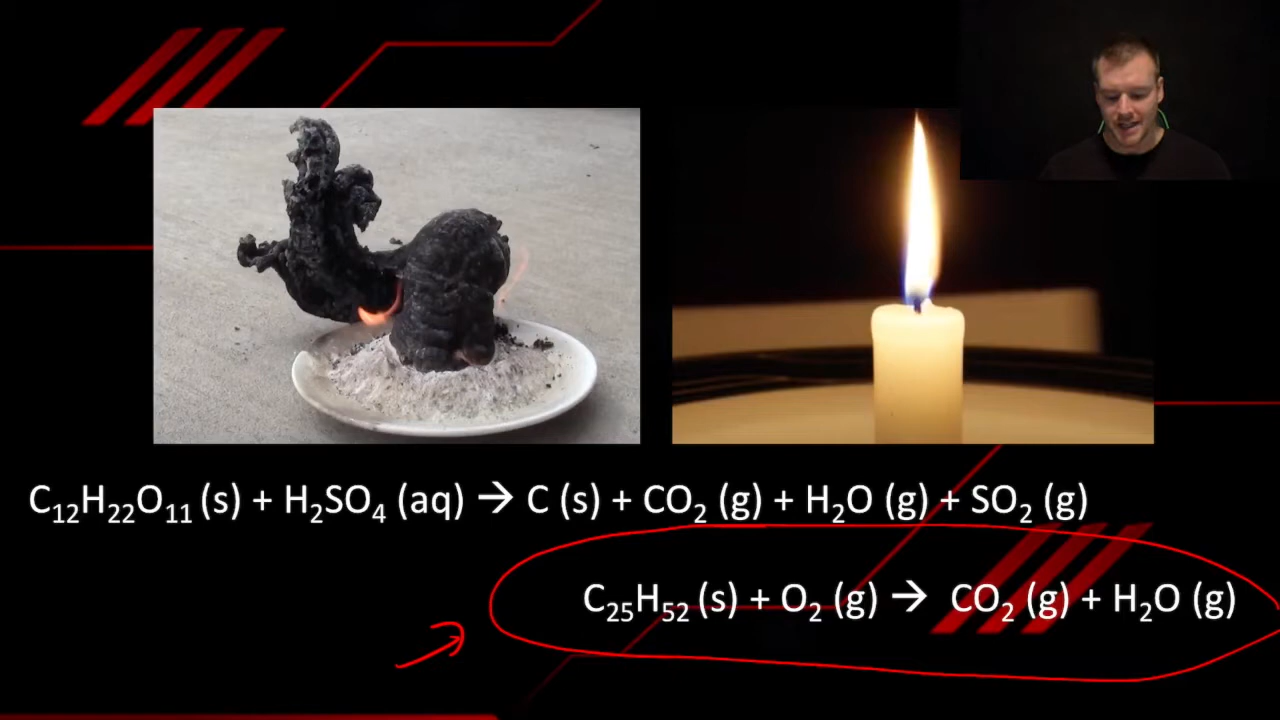 C₁₂H₂₂O₁₁ (s) + H₂SO₄ (aq) → C (s) + CO₂ (g) + H₂O (g) + SO₂ (g)
C₂₅H₅₂ (s) + O₂ (g) → CO₂ (g) + H₂O (g)